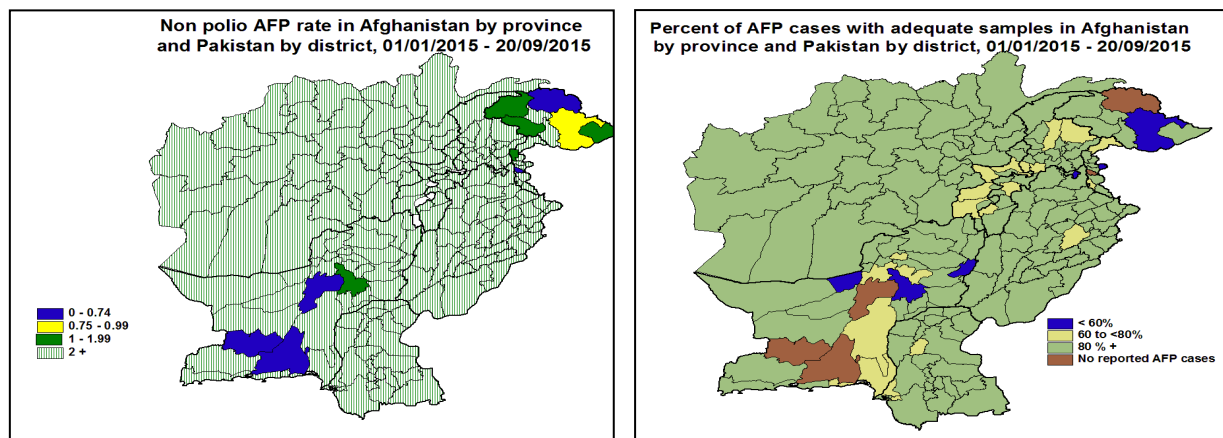 Non polio AFP rate in Afghanistan by province
and Pakistan by district, 01/01/2015 - 20/09/2015
0 - 0.74
0.75 - 0.99
1 - 1.99
2 +
Percent of AFP cases with adequate samples in Afghanistan
by province and Pakistan by district, 01/01/2015 - 20/09/2015
< 60%
60 to <80%
80 % +
No reported AFP cases